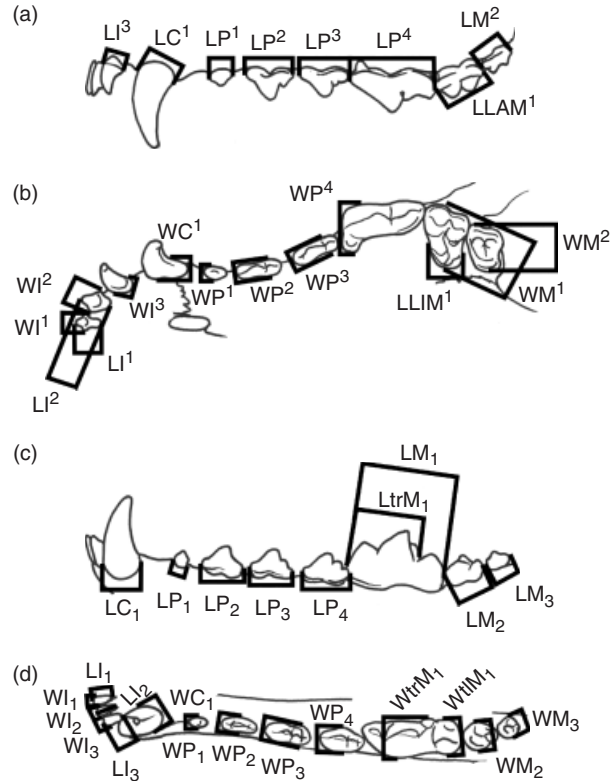 (a)
LI³ LC¹ LP¹ LP² LP³ LP⁴ LM²
LLAM¹
(b)
WP⁴
WC¹
WI² WM²
WI¹ WI³ WP¹ WP² WP³ LLIM¹ WM¹
LI¹
LI²
(c)
LM₁
LtrM₁
LC₁ LP₁ LP₂ LP₃ LP₄ LM₂ LM₃
(d)
LI₁ LI₂ WC₁ WP₄ WtrM₁ WtlM₁
WI₁
WI₂
WI₃ LI₃ WP₁ WP₂ WP₃ WM₂ WM₃